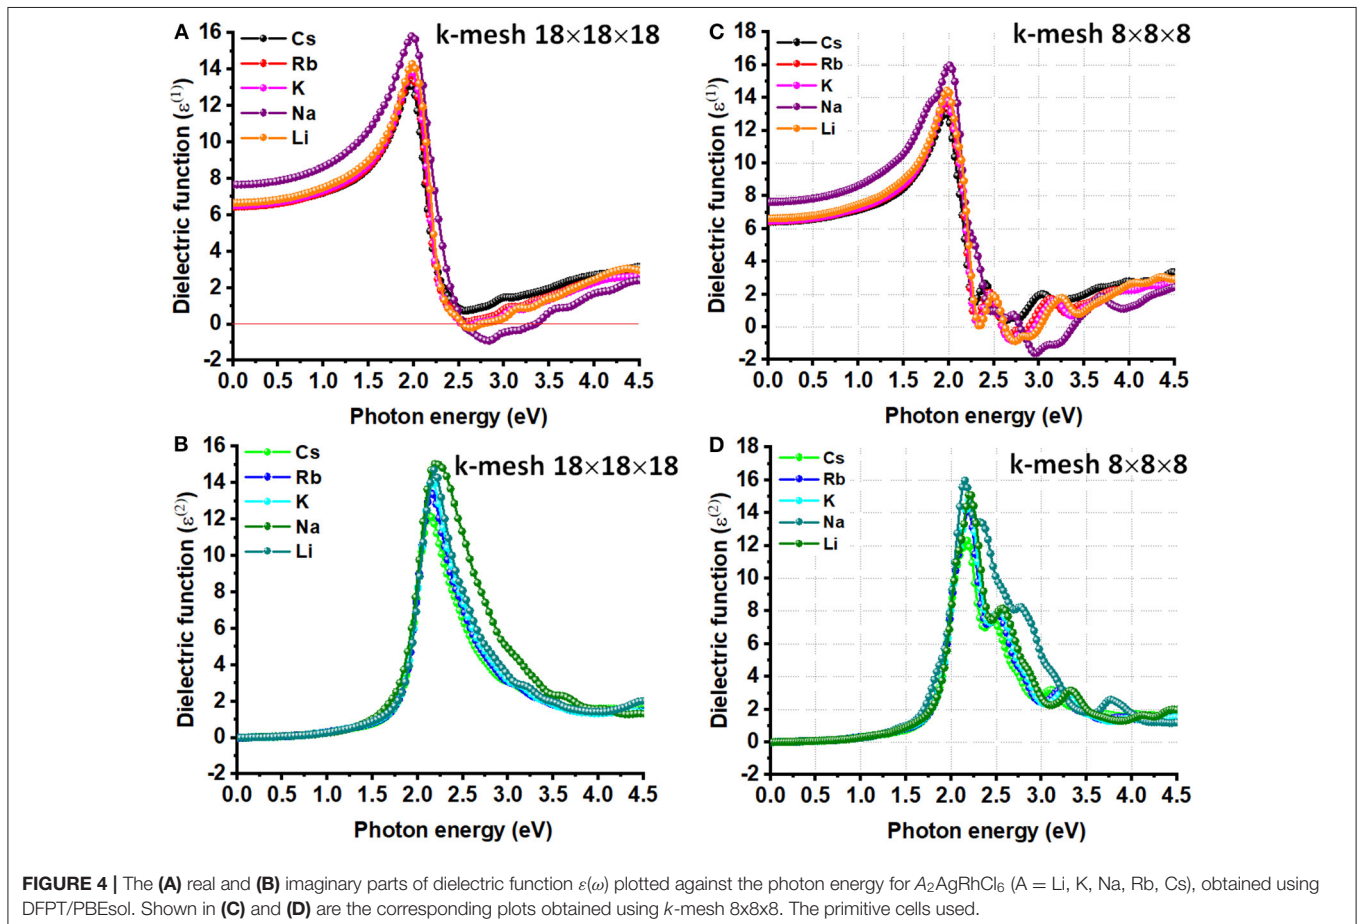 A
k-mesh 18×18×18
Cs
Rb
K
Na
Li
Dielectric function (ε(1))
16
14
12
10
8
6
4
2
0
-2
0.0 0.5 1.0 1.5 2.0 2.5 3.0 3.5 4.0 4.5
Photon energy (eV)
C
k-mesh 8×8×8
Cs
Rb
K
Na
Li
Dielectric function (ε(1))
18
16
14
12
10
8
6
4
2
0
-2
0.0 0.5 1.0 1.5 2.0 2.5 3.0 3.5 4.0 4.5
Photon energy (eV)
B
k-mesh 18×18×18
Cs
Rb
K
Na
Li
Dielectric function (ε(2))
16
14
12
10
8
6
4
2
0
-2
0.0 0.5 1.0 1.5 2.0 2.5 3.0 3.5 4.0 4.5
Photon energy (eV)
D
k-mesh 8×8×8
Cs
Rb
K
Na
Li
Dielectric function (ε(2))
18
16
14
12
10
8
6
4
2
0
-2
0.0 0.5 1.0 1.5 2.0 2.5 3.0 3.5 4.0 4.5
Photon energy (eV)
FIGURE 4 | The (A) real and (B) imaginary parts of dielectric function ε(ω) plotted against the photon energy for A2AgRhCl6 (A = Li, K, Na, Rb, Cs), obtained using
DFPT/PBEsol. Shown in (C) and (D) are the corresponding plots obtained using k-mesh 8x8x8. The primitive cells used.